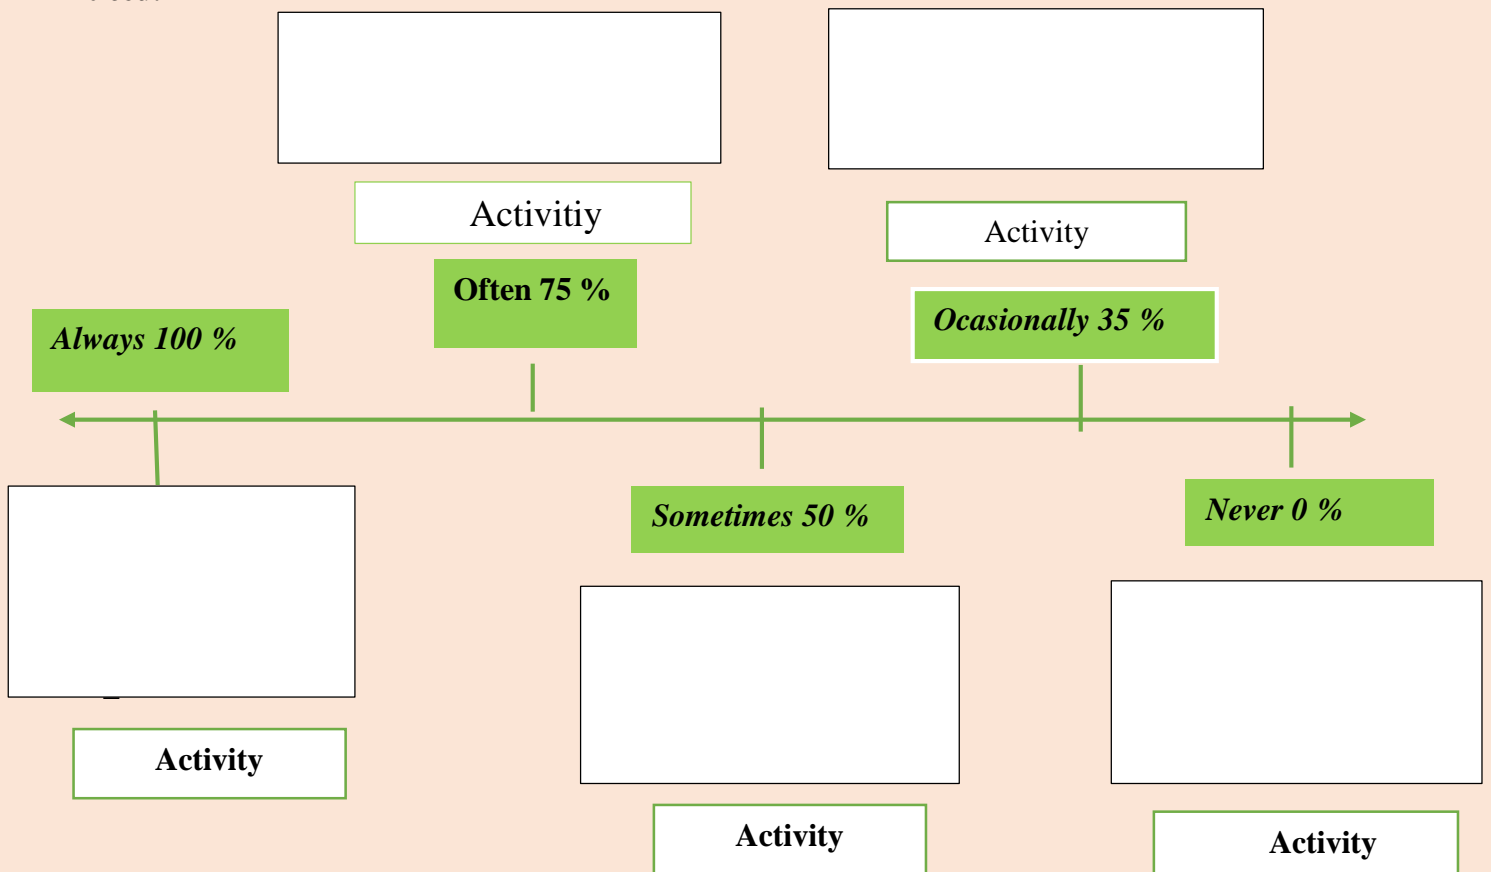 Activitiy
Activity
Often 75 %
Ocasionally 35 %
Always 100 %
Sometimes 50 %
Never 0 %
Activity
Activity
Activity